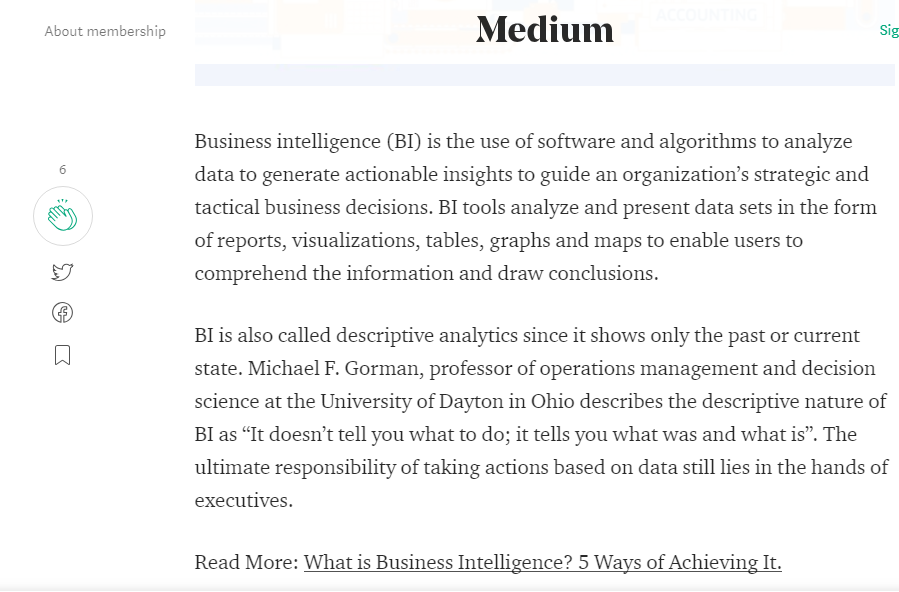 About membership
Medium
ACCOUNTING
Sig
6
Business intelligence (BI) is the use of software and algorithms to analyze
data to generate actionable insights to guide an organization’s strategic and
tactical business decisions. BI tools analyze and present data sets in the form
of reports, visualizations, tables, graphs and maps to enable users to
comprehend the information and draw conclusions.
BI is also called descriptive analytics since it shows only the past or current
state. Michael F. Gorman, professor of operations management and decision
science at the University of Dayton in Ohio describes the descriptive nature of
BI as “It doesn’t tell you what to do; it tells you what was and what is”. The
ultimate responsibility of taking actions based on data still lies in the hands of
executives.
Read More: What is Business Intelligence? 5 Ways of Achieving It.